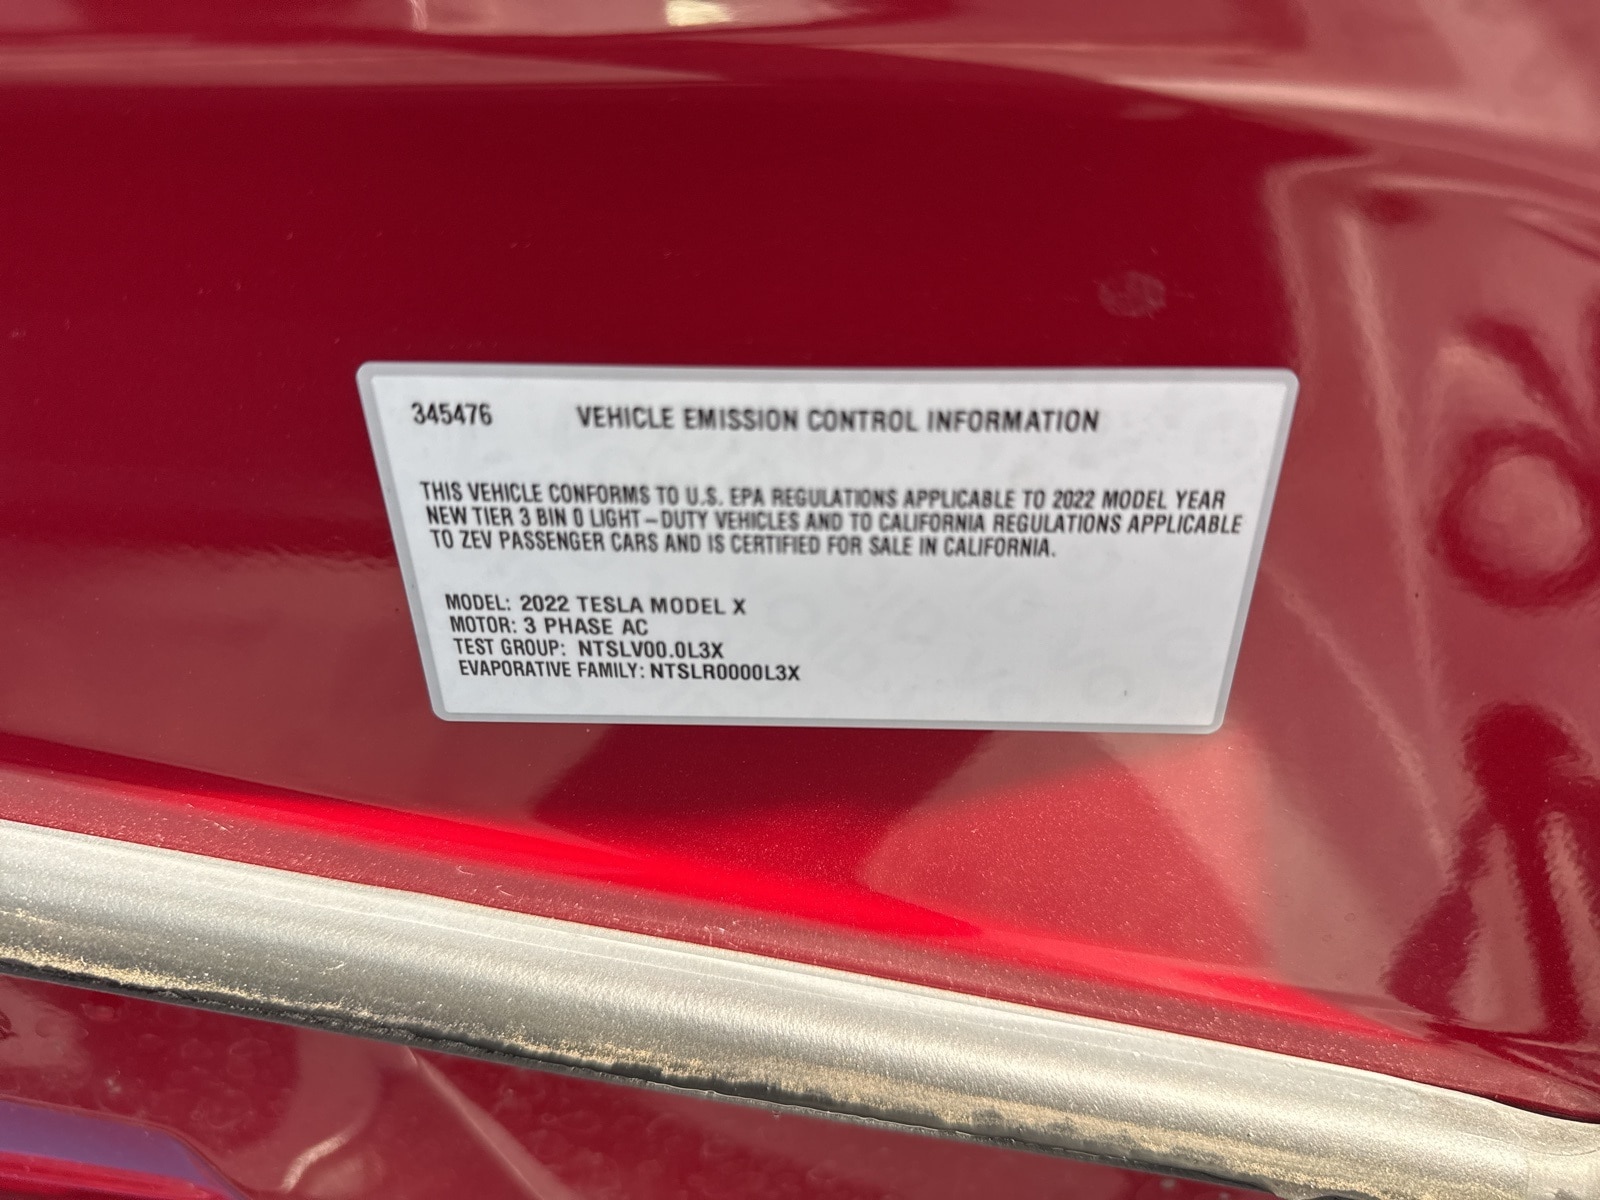 345476 VEHICLE EMISSION CONTROL INFORMATION
THIS VEHICLE CONFORMS TO U.S. EPA REGULATIONS APPLICABLE TO 2022 MODEL YEAR
NEW TIER 3 BIN 0 LIGHT-DUTY VEHICLES AND TO CALIFORNIA REGULATIONS APPLICABLE
TO ZEV PASSENGER CARS AND IS CERTIFIED FOR SALE IN CALIFORNIA.
MODEL: 2022 TESLA MODEL X
MOTOR: 3 PHASE AC
TEST GROUP: NTSLV00.0L3X
EVAPORATIVE FAMILY: NTSLR0000L3X